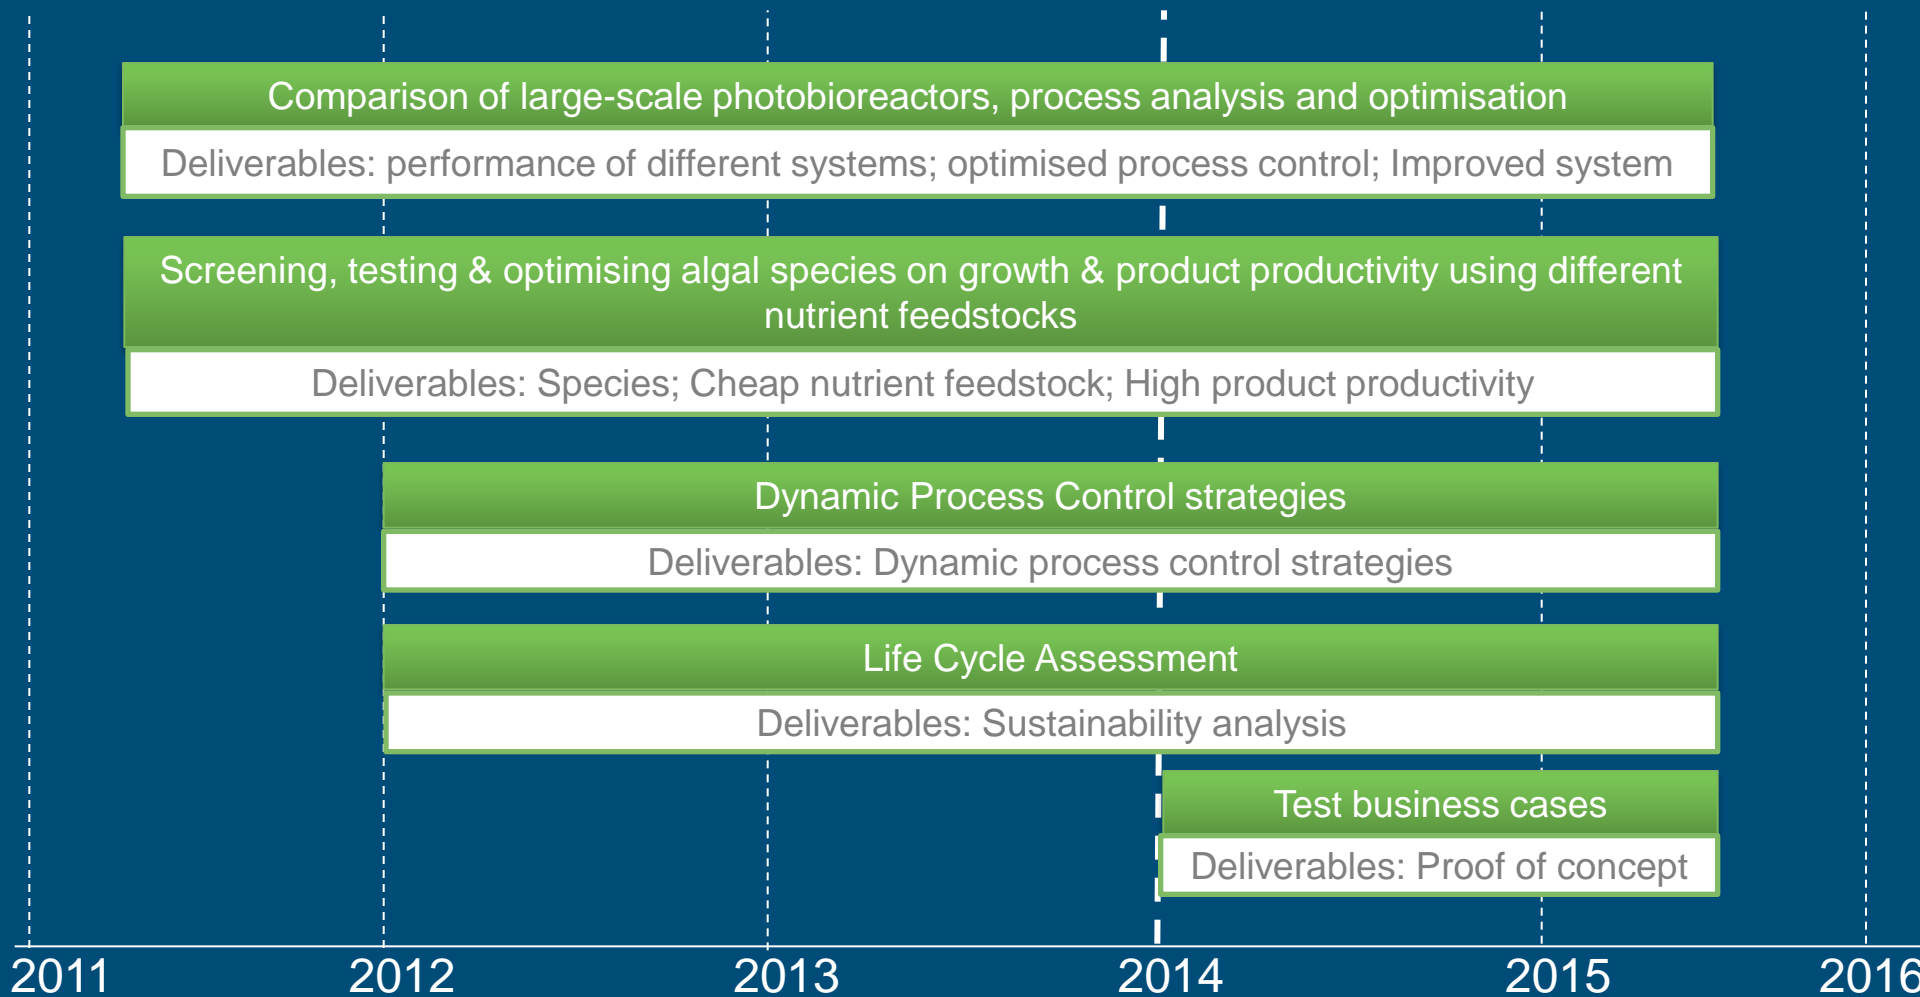 Comparison of large-scale photobioreactors, process analysis and optimisation
Deliverables: performance of different systems; optimised process control; Improved system
Screening, testing & optimising algal species on growth & product productivity using different
nutrient feedstocks
Deliverables: Species; Cheap nutrient feedstock; High product productivity
Dynamic Process Control strategies
Deliverables: Dynamic process control strategies
Life Cycle Assessment
Deliverables: Sustainability analysis
Test business cases
Deliverables: Proof of concept
2011 2012 2013 2014 2015 2016